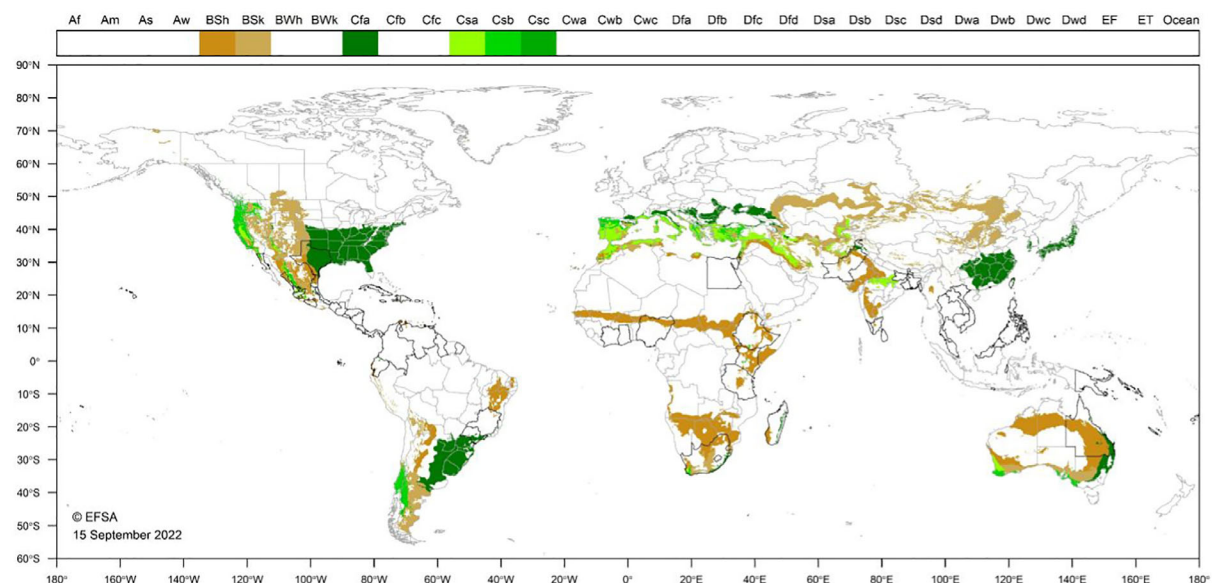 Af Am As Aw BSh BSk BWh BWk Cfa Cfb Cfc Csa Csb Csc Cwa Cwb Cwc Dfa Dfb Dfc Dfd Dsa Dsb Dsc Dsd Dwa Dwb Dwc Dwd EF ET Ocean
90°N
80°N
70°N
60°N
50°N
40°N
30°N
20°N
10°N
0°
10°S
20°S
30°S
40°S
50°S
60°S
© EFSA
15 September 2022
180° 160°W 140°W 120°W 100°W 80°W 60°W 40°W 20°W 0° 20°E 40°E 60°E 80°E 100°E 120°E 140°E 160°E 180°